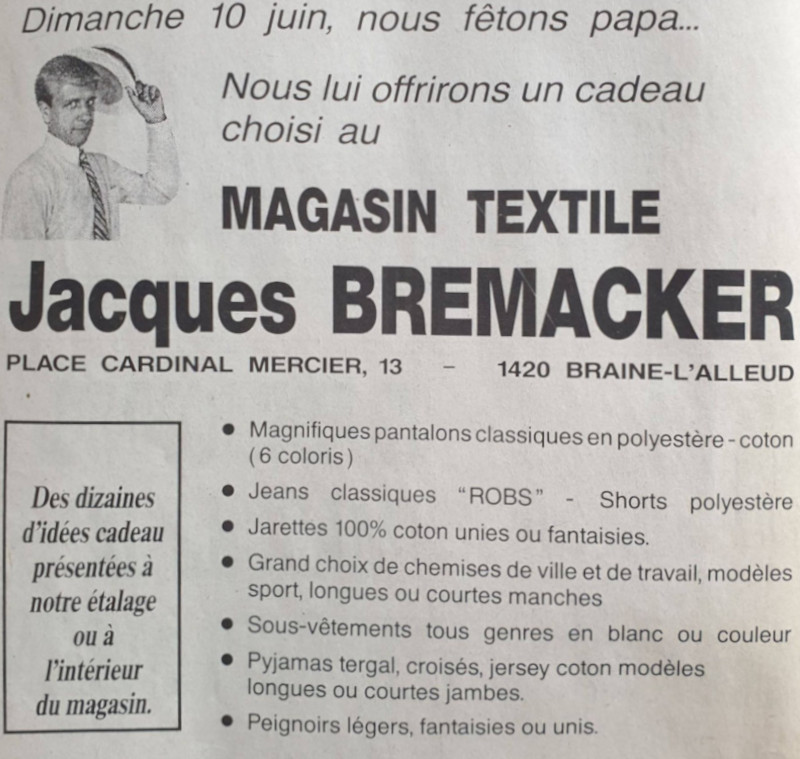 Dimanche 10 juin, nous fêtons papa...
Nous lui offrirons un cadeau
choisi au
MAGASIN TEXTILE
Jacques BREMACKER
PLACE CARDINAL MERCIER, 13 – 1420 BRAINE-L'ALLEUD
Des dizaines
d'idées cadeau
présentées à
notre étalage
ou à
l'intérieur
du magasin.
● Magnifiques pantalons classiques en polyestère - coton
(6 coloris)
● Jeans classiques "ROBS" - Shorts polyestère
● Jarettes 100% coton unies ou fantaisies.
● Grand choix de chemises de ville et de travail, modèles
sport, longues ou courtes manches
● Sous-vêtements tous genres en blanc ou couleur
● Pyjamas tergal, croisés, jersey coton modèles
longues ou courtes jambes.
● Peignoirs légers, fantaisies ou unis.